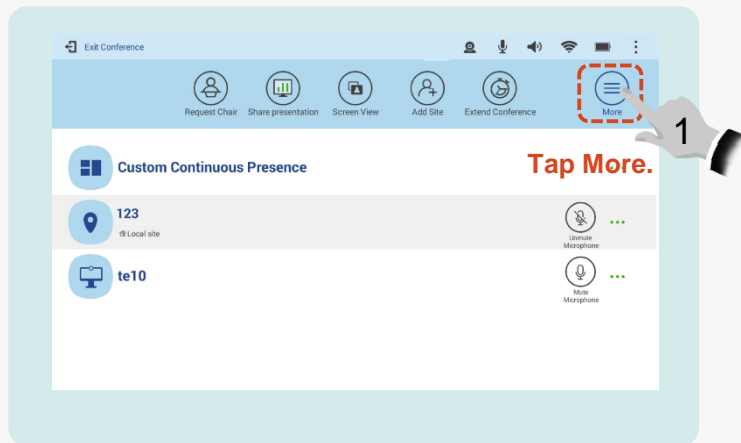 Exit Conference
Request Chair
Share presentation
Screen View
Add Site
Extend Conference
More
1
Custom Continuous Presence
Tap More.
123
Local site
Unmute
Microphone
te10
Mute
Microphone